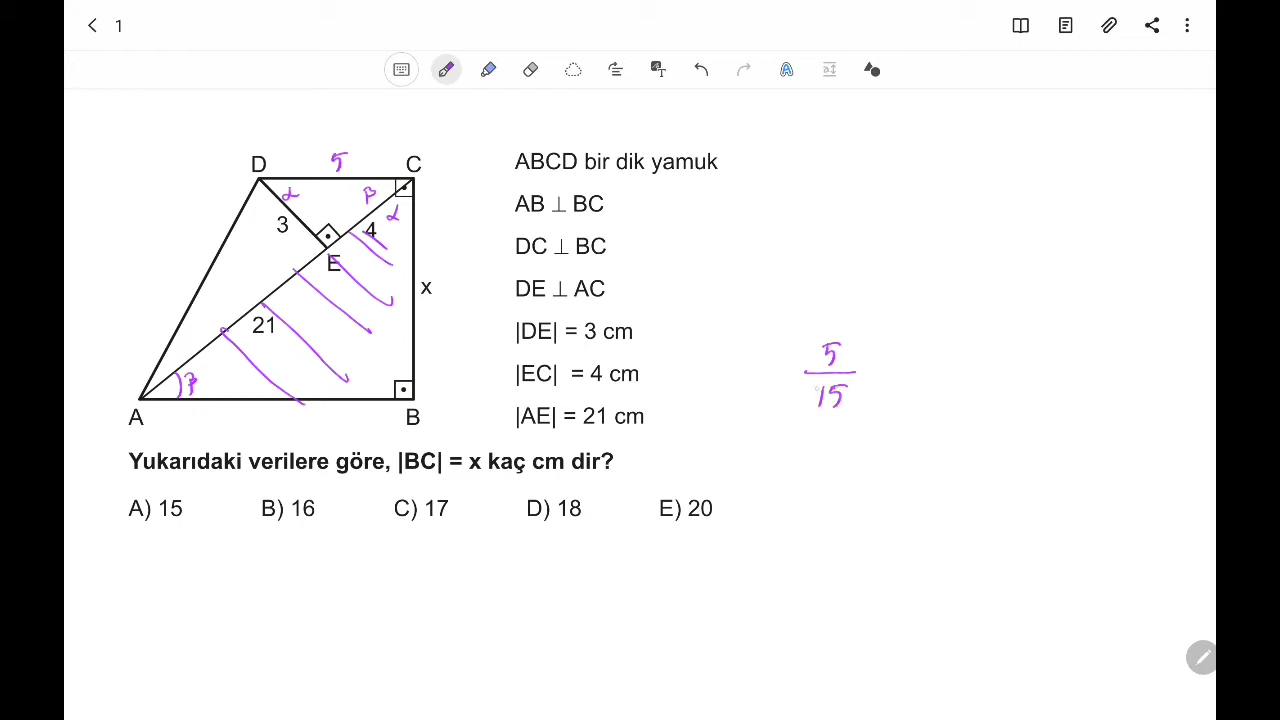 1
5
D C
α β
α
3 4
E
x
21
β
A B
ABCD bir dik yamuk
AB ⊥ BC
DC ⊥ BC
DE ⊥ AC
|DE| = 3 cm
|EC| = 4 cm
|AE| = 21 cm
5
15
Yukarıdaki verilere göre, |BC| = x kaç cm dir?
A) 15 B) 16 C) 17 D) 18 E) 20